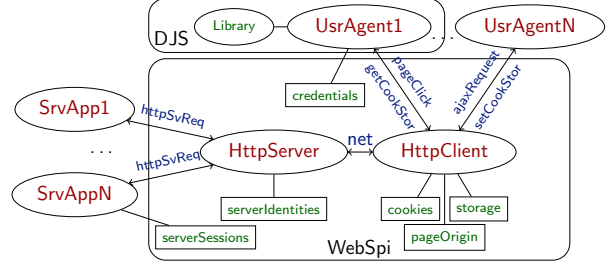 Library
UsrAgent1
...
UsrAgentN
DJS
credentials
pageClick
getCookStor
ajaxRequest
setCookStor
SrvApp1
httpSvReq
...
httpSvReq
HttpServer
net
HttpClient
SrvAppN
serverIdentities
cookies
storage
serverSessions
pageOrigin
WebSpi